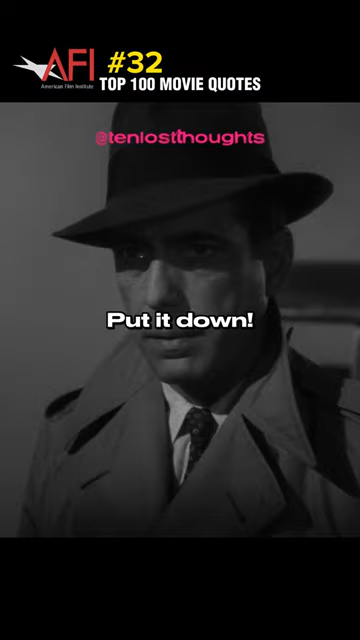 AFI
American Film Institute
#32
TOP 100 MOVIE QUOTES
@tenlostthoughts
Put it down!